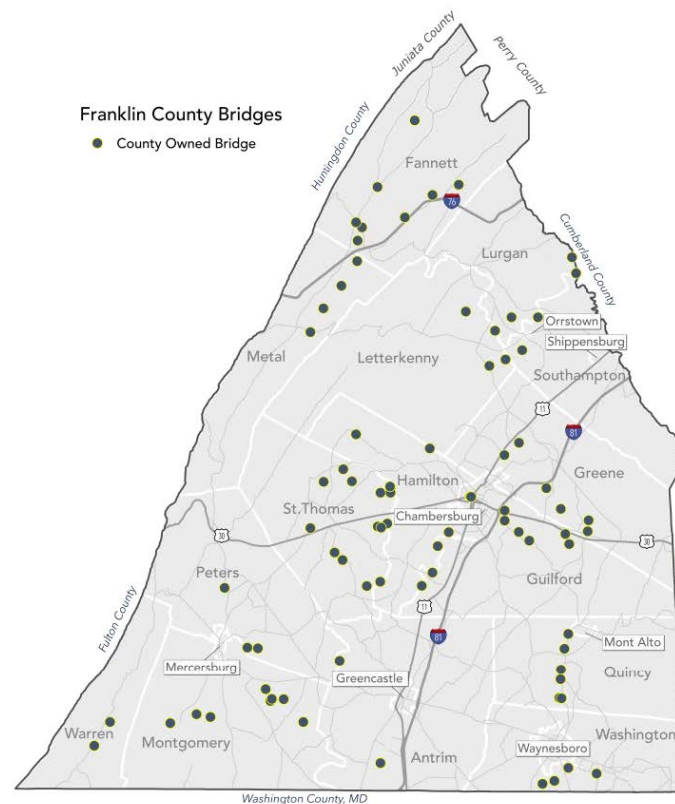 Juniata County
Perry County
Franklin County Bridges
County Owned Bridge
Huntingdon County
Fannett
76
Cumberland County
Lurgan
Orrstown
Shippensburg
Metal
Letterkenny
Southampton
11
81
Hamilton
Greene
St.Thomas
Chambersburg
30
30
Peters
Guilford
Fulton County
11
81
Mont Alto
Mercersburg
Quincy
Greencastle
Warren
Montgomery
Washington
Waynesboro
Antrim
Washington County, MD